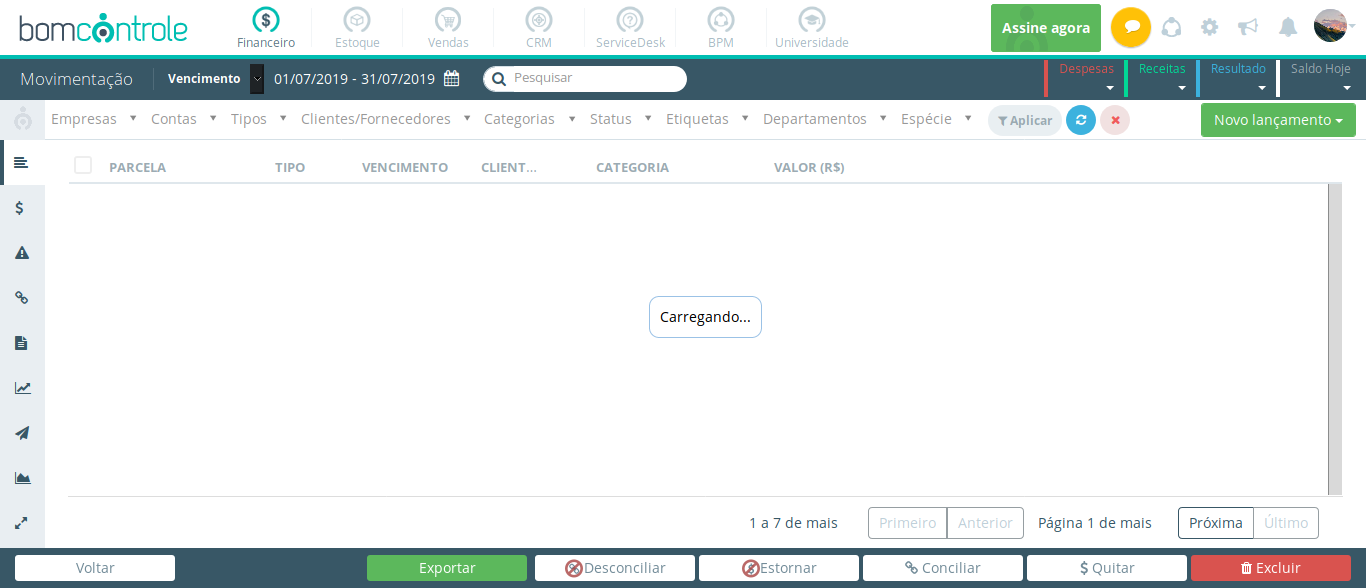 bomcontrole
Financeiro
Estoque
Vendas
CRM
ServiceDesk
BPM
Universidade
Assine agora
Movimentação
Vencimento
01/07/2019 - 31/07/2019
Pesquisar
Despesas
Receitas
Resultado
Saldo Hoje
Empresas
Contas
Tipos
Clientes/Fornecedores
Categorias
Status
Etiquetas
Departamentos
Espécie
Aplicar
Novo lançamento
PARCELA
TIPO
VENCIMENTO
CLIENT...
CATEGORIA
VALOR (R$)
Carregando...
1 a 7 de mais
Primeiro
Anterior
Página 1 de mais
Próxima
Último
Voltar
Exportar
Desconciliar
Estornar
Conciliar
$ Quitar
Excluir